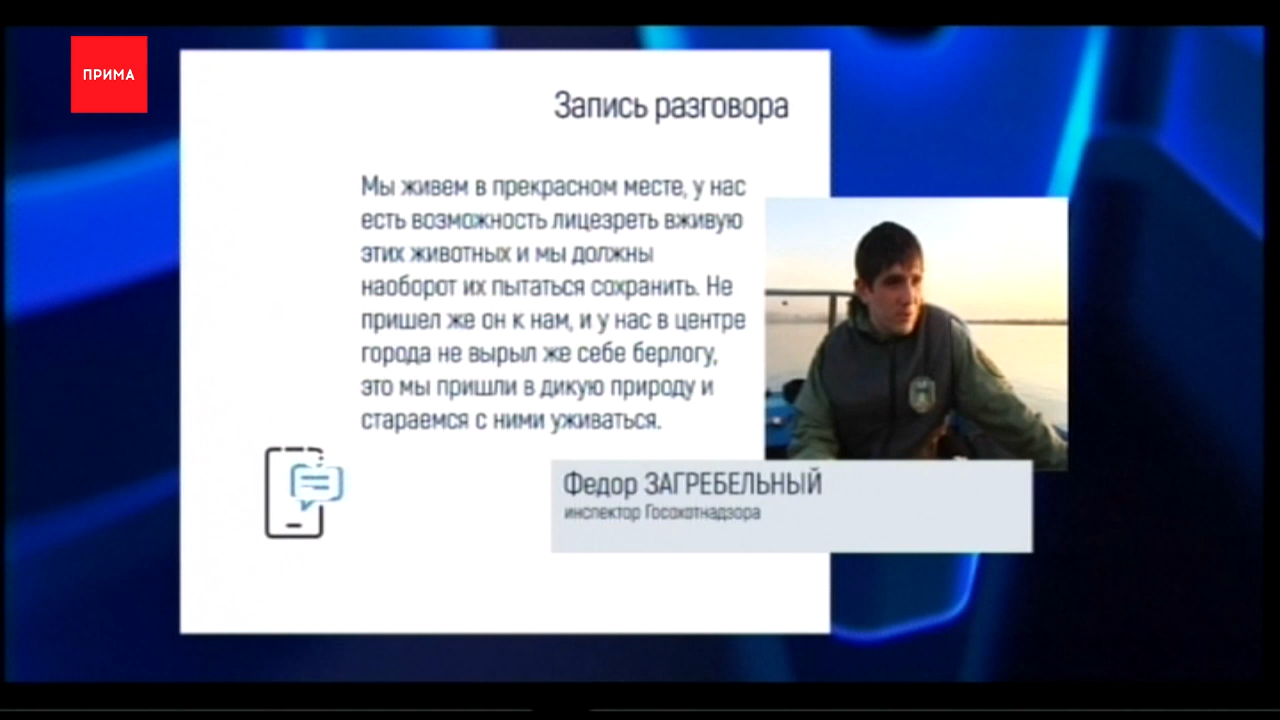 ПРИМА
Запись разговора
Мы живем в прекрасном месте, у нас
есть возможность лицезреть вживую
этих животных и мы должны
наоборот их пытаться сохранить. Не
пришел же он к нам, и у нас в центре
города не вырыл же себе берлогу,
это мы пришли в дикую природу и
стараемся с ними уживаться.
Федор ЗАГРЕБЕЛЬНЫЙ
инспектор Госохотнадзора